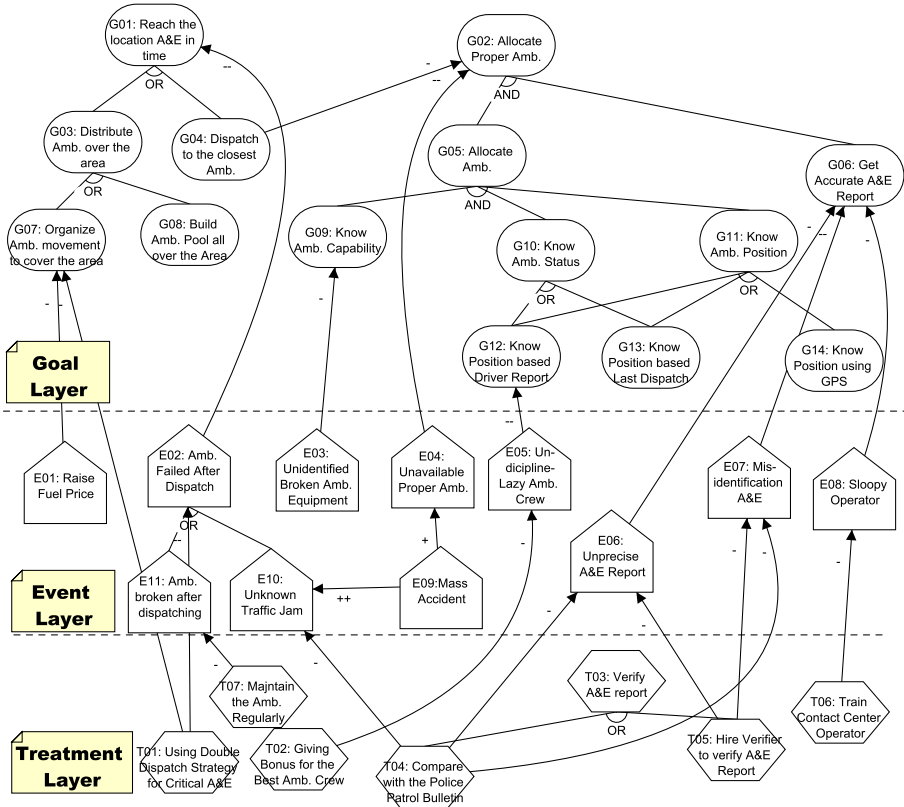 G01: Reach the
location A&E in
time
G02: Allocate
Proper Amb.
--
-
--
OR
AND
G03: Distribute
Amb. over the
area
G04: Dispatch
to the closest
Amb.
G05: Allocate
Amb.
G06: Get
Accurate A&E
Report
OR
AND
G07: Organize
Amb. movement
to cover the area
G08: Build
Amb. Pool all
over the Area
G09: Know
Amb. Capability
G10: Know
Amb. Status
G11: Know
Amb. Position
-
--
-
-
-
-
OR
OR
G12: Know
Position based
Driver Report
G13: Know
Position based
Last Dispatch
G14: Know
Position using
GPS
Goal
Layer
--
E01: Raise
Fuel Price
E02: Amb.
Failed After
Dispatch
E03:
Unidentified
Broken Amb.
Equipment
E04:
Unavailable
Proper Amb.
E05: Un-
dicipline-
Lazy Amb.
Crew
E07: Mis-
identification
A&E
E08: Sloopy
Operator
OR
--
+
-
-
-
-
E06:
Unprecise
A&E Report
E11: Amb.
broken after
dispatching
E10:
Unknown
Traffic Jam
++
E09:Mass
Accident
Event
Layer
-
-
-
-
T07: Majntain
the Amb.
Regularly
T03: Verify
A&E report
OR
T06: Train
Contact Center
Operator
Treatment
Layer
T01: Using Double
Dispatch Strategy
for Critical A&E
T02: Giving
Bonus for the
Best Amb. Crew
T04: Compare
with the Police
Patrol Bulletin
T05: Hire Verifier
to verify A&E
Report